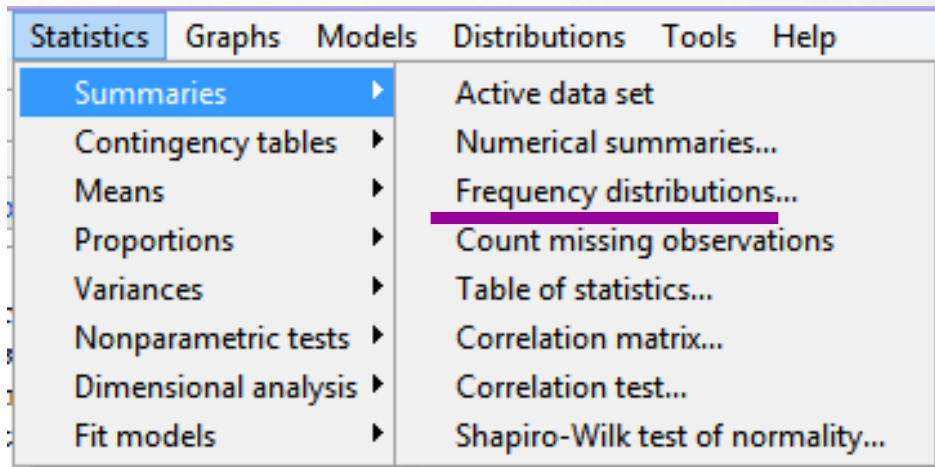 Statistics Graphs Models Distributions Tools Help
Summaries
Contingency tables
Means
Proportions
Variances
Nonparametric tests
Dimensional analysis
Fit models
Active data set
Numerical summaries...
Frequency distributions...
Count missing observations
Table of statistics...
Correlation matrix...
Correlation test...
Shapiro-Wilk test of normality...